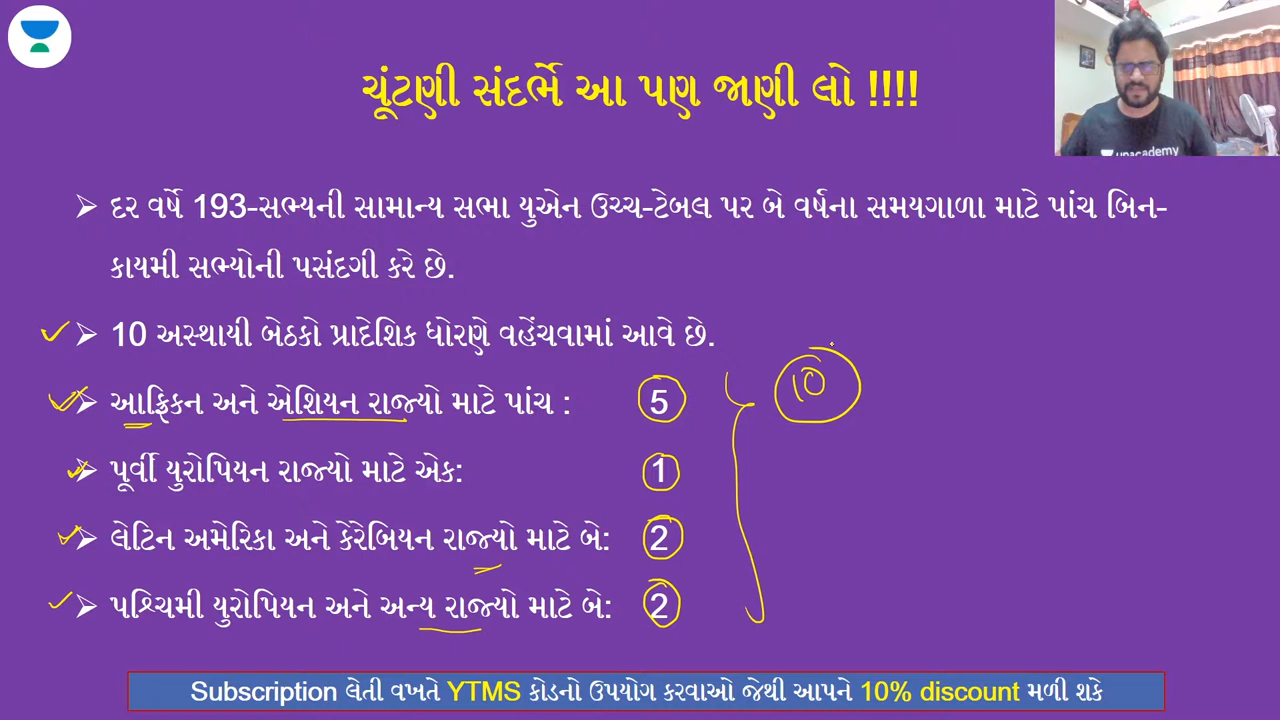 ચૂંટણી સંદર્ભે આ પણ જાણી લો !!!!
unacademy
➢ દર વર્ષે 193-સભ્યની સામાન્ય સભા યુએન ઉચ્ચ-ટેબલ પર બે વર્ષના સમયગાળા માટે પાંચ બિન-
કાયમી સભ્યોની પસંદગી કરે છે.
➢ 10 અસ્થાયી બેઠકો પ્રાદેશિક ધોરણે વહેંચવામાં આવે છે.
➢ આફ્રિકન અને એશિયન રાજ્યો માટે પાંચ : 5
10
➢ પૂર્વી યુરોપિયન રાજ્યો માટે એક: 1
➢ લેટિન અમેરિકા અને કેરેબિયન રાજ્યો માટે બે: 2
➢ પશ્ચિમી યુરોપિયન અને અન્ય રાજ્યો માટે બે: 2
Subscription લેતી વખતે YTMS કોડનો ઉપયોગ કરવાઓ જેથી આપને 10% discount મળી શકે